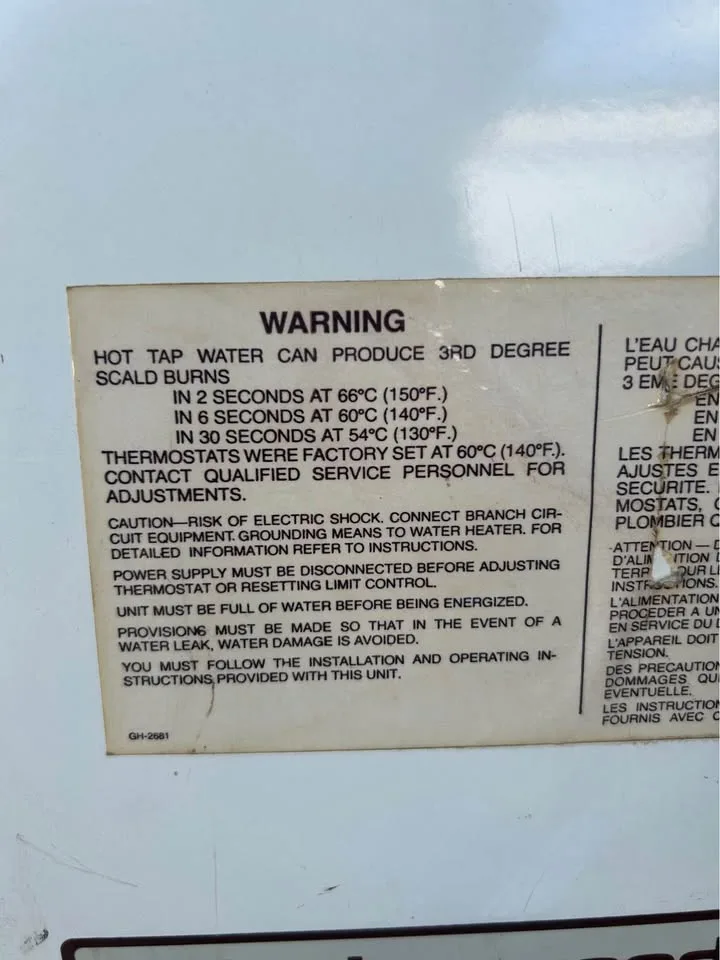 WARNING
HOT TAP WATER CAN PRODUCE 3RD DEGREE
SCALD BURNS
IN 2 SECONDS AT 66°C (150°F.)
IN 6 SECONDS AT 60°C (140°F.)
IN 30 SECONDS AT 54°C (130°F.)
THERMOSTATS WERE FACTORY SET AT 60°C (140°F.).
CONTACT QUALIFIED SERVICE PERSONNEL FOR
ADJUSTMENTS.
CAUTION—RISK OF ELECTRIC SHOCK. CONNECT BRANCH CIR-
CUIT EQUIPMENT. GROUNDING MEANS TO WATER HEATER. FOR
DETAILED INFORMATION REFER TO INSTRUCTIONS.
POWER SUPPLY MUST BE DISCONNECTED BEFORE ADJUSTING
THERMOSTAT OR RESETTING LIMIT CONTROL.
UNIT MUST BE FULL OF WATER BEFORE BEING ENERGIZED.
PROVISIONS MUST BE MADE SO THAT IN THE EVENT OF A
WATER LEAK, WATER DAMAGE IS AVOIDED.
YOU MUST FOLLOW THE INSTALLATION AND OPERATING IN-
STRUCTIONS PROVIDED WITH THIS UNIT.
GH-2681
L'EAU CHA
PEUT CAUS
3 EME DEG
EN
EN
EN
LES THERM
AJUSTES E
SECURITE.
MOSTATS,
PLOMBIER
ATTENTION —
INSTRUCTIONS.
L'ALIMENTATION
PROCEDER A UN
EN SERVICE DU
L'APPAREIL DOIT
TENSION.
DES PRECAUTION
DOMMAGES QUI
EVENTUELLE.
LES INSTRUCTION
FOURNIS AVEC